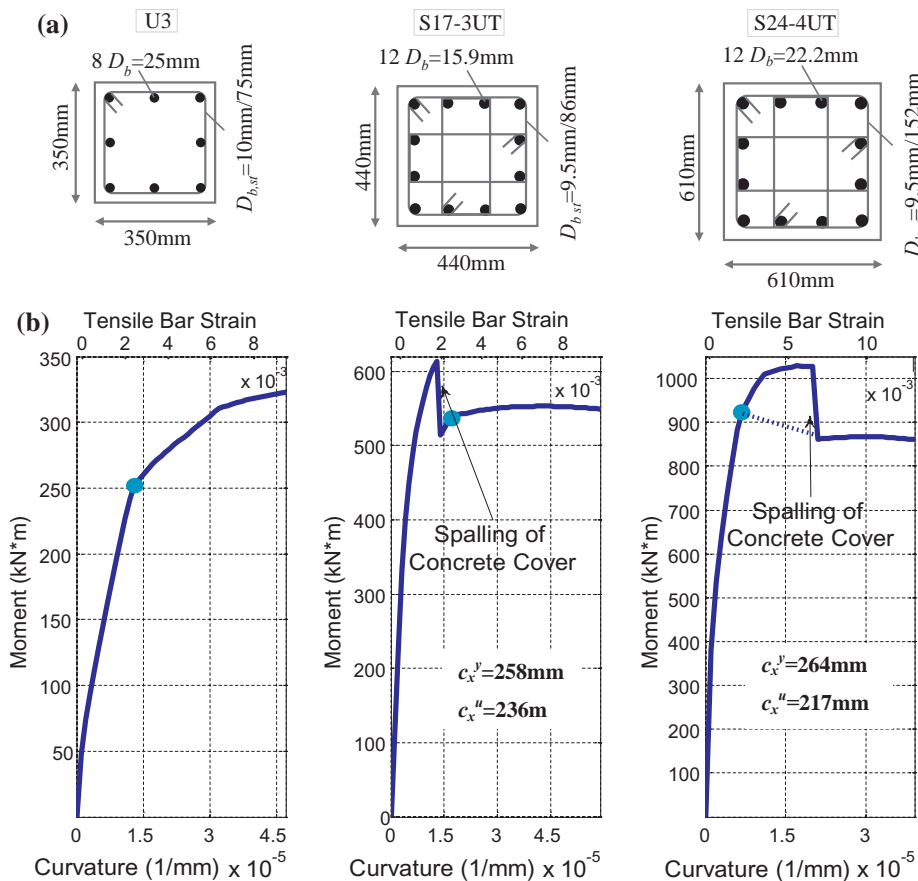 (a)
U3
8 D_b=25mm
350mm
350mm
D_b,st=10mm/75mm
S17-3UT
12 D_b=15.9mm
440mm
440mm
D_b st=9.5mm/86mm
S24-4UT
12 D_b=22.2mm
610mm
610mm
=9.5mm/152mm
(b)
Tensile Bar Strain
0 2 4 6 8
x 10^-3
350
300
250
200
150
100
50
Moment (kN*m)
0 1.5 3 4.5
Curvature (1/mm) x 10^-5
Tensile Bar Strain
0 2 4 6 8
x 10^-3
600
500
400
300
200
100
0
Moment (kN*m)
Spalling of
Concrete Cover
c_x^y=258mm
c_x^u=236m
0 1.5 3 4.5
Curvature (1/mm) x 10^-5
Tensile Bar Strain
0 5 10
x 10^-3
1000
900
800
700
600
500
400
300
200
100
Moment (kN*m)
Spalling of
Concrete Cover
c_x^y=264mm
c_x^u=217mm
0 1.5 3
Curvature (1/mm) x 10^-5